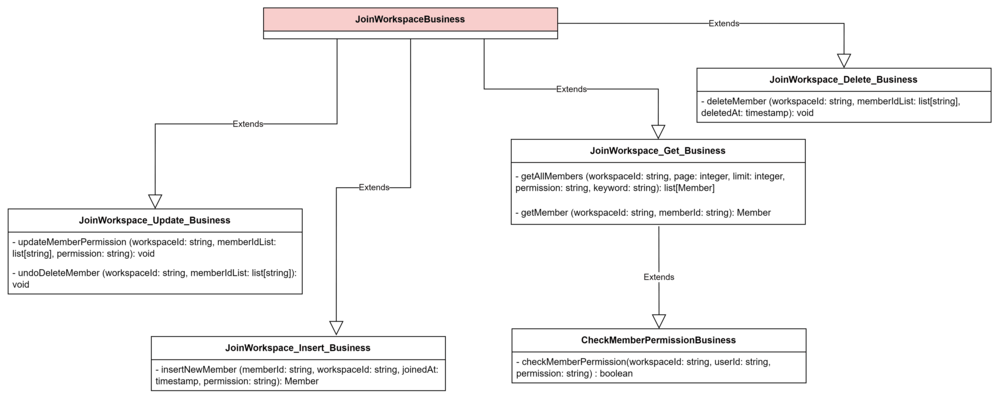 JoinWorkspaceBusiness
Extends
JoinWorkspace_Delete_Business
- deleteMember (workspaceId: string, memberIdList: list[string],
deletedAt: timestamp): void
Extends
Extends
JoinWorkspace_Get_Business
- getAllMembers (workspaceId: string, page: integer, limit: integer,
permission: string, keyword: string): list[Member]
- getMember (workspaceId: string, memberId: string): Member
Extends
JoinWorkspace_Update_Business
- updateMemberPermission (workspaceId: string, memberIdList:
list[string], permission: string): void
- undoDeleteMember (workspaceId: string, memberIdList: list[string]):
void
Extends
JoinWorkspace_Insert_Business
- insertNewMember (memberId: string, workspaceId: string, joinedAt:
timestamp, permission: string): Member
CheckMemberPermissionBusiness
- checkMemberPermission(workspaceId: string, userId: string,
permission: string) : boolean